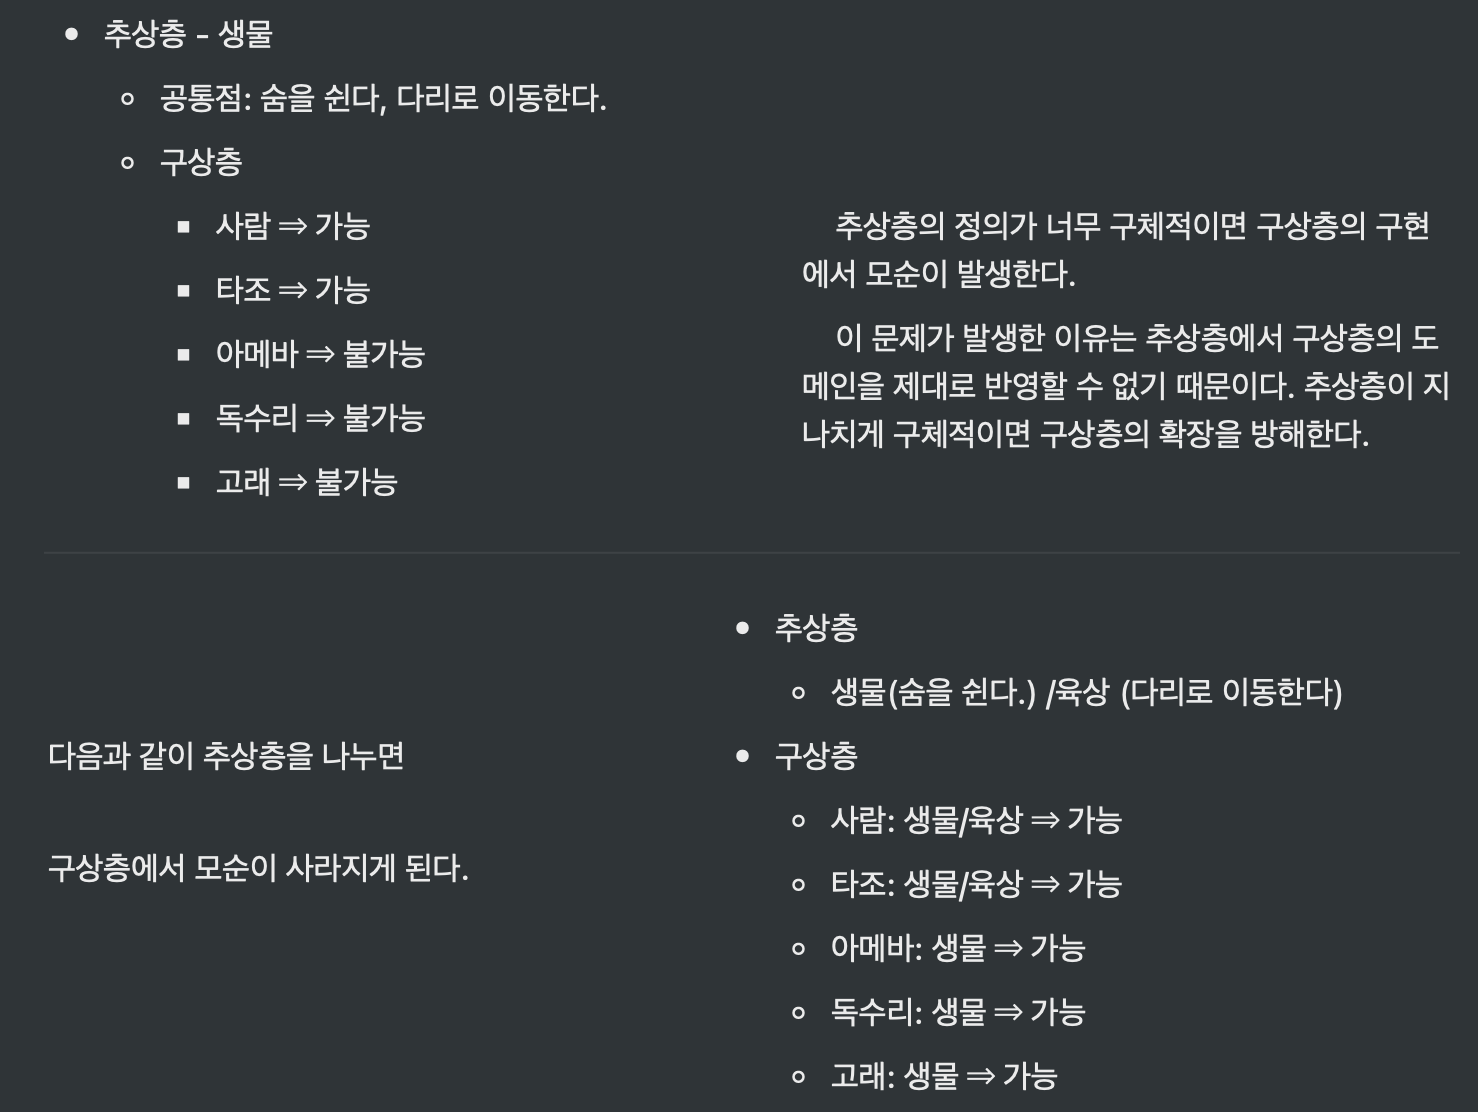 추상층 - 생물
공통점: 숨을 쉰다, 다리로 이동한다.
구상층
사람 ⇒ 가능
타조 ⇒ 가능
아메바 ⇒ 불가능
독수리 ⇒ 불가능
고래 ⇒ 불가능
추상층의 정의가 너무 구체적이면 구상층의 구현
에서 모순이 발생한다.
이 문제가 발생한 이유는 추상층에서 구상층의 도
메인을 제대로 반영할 수 없기 때문이다. 추상층이 지
나치게 구체적이면 구상층의 확장을 방해한다.
다음과 같이 추상층을 나누면
구상층에서 모순이 사라지게 된다.
추상층
생물(숨을 쉰다.) /육상 (다리로 이동한다)
구상층
사람: 생물/육상 ⇒ 가능
타조: 생물/육상 ⇒ 가능
아메바: 생물 ⇒ 가능
독수리: 생물 ⇒ 가능
고래: 생물 ⇒ 가능